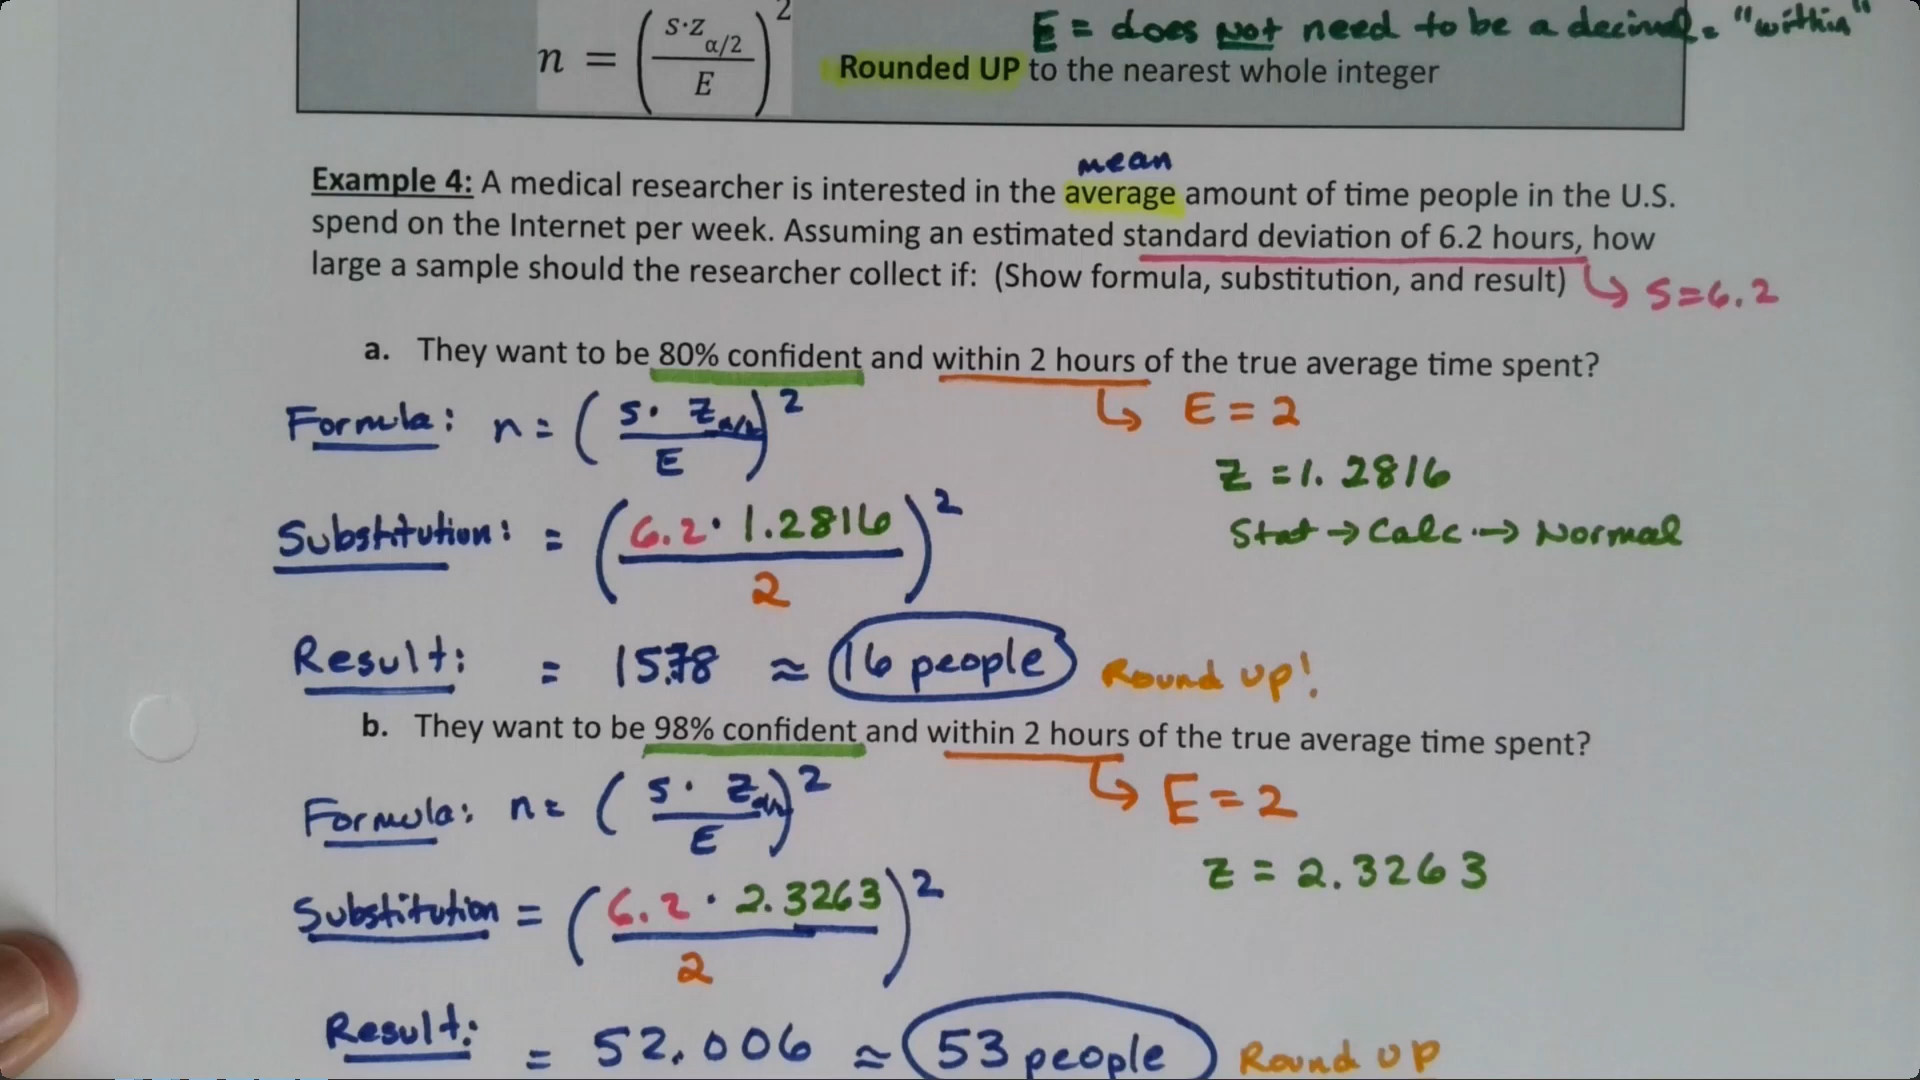 E = does not need to be a decimal. "within"
n = (s·z α/2 / E)²
Rounded UP to the nearest whole integer
mean
Example 4: A medical researcher is interested in the average amount of time people in the U.S.
spend on the Internet per week. Assuming an estimated standard deviation of 6.2 hours, how
large a sample should the researcher collect if: (Show formula, substitution, and result)
s=6.2
a. They want to be 80% confident and within 2 hours of the true average time spent?
Formula: n = (s · Zα/2 / E)²
E = 2
Z = 1.2816
Stat → Calc → Normal
Substitution: = (6.2 · 1.2816 / 2)²
Result: = 15.78 ≈ 16 people Round up!
b. They want to be 98% confident and within 2 hours of the true average time spent?
Formula: n = (s · Zα/2 / E)²
E = 2
Z = 2.3263
Substitution = (6.2 · 2.3263 / 2)²
Result: = 52.006 ≈ 53 people Round up